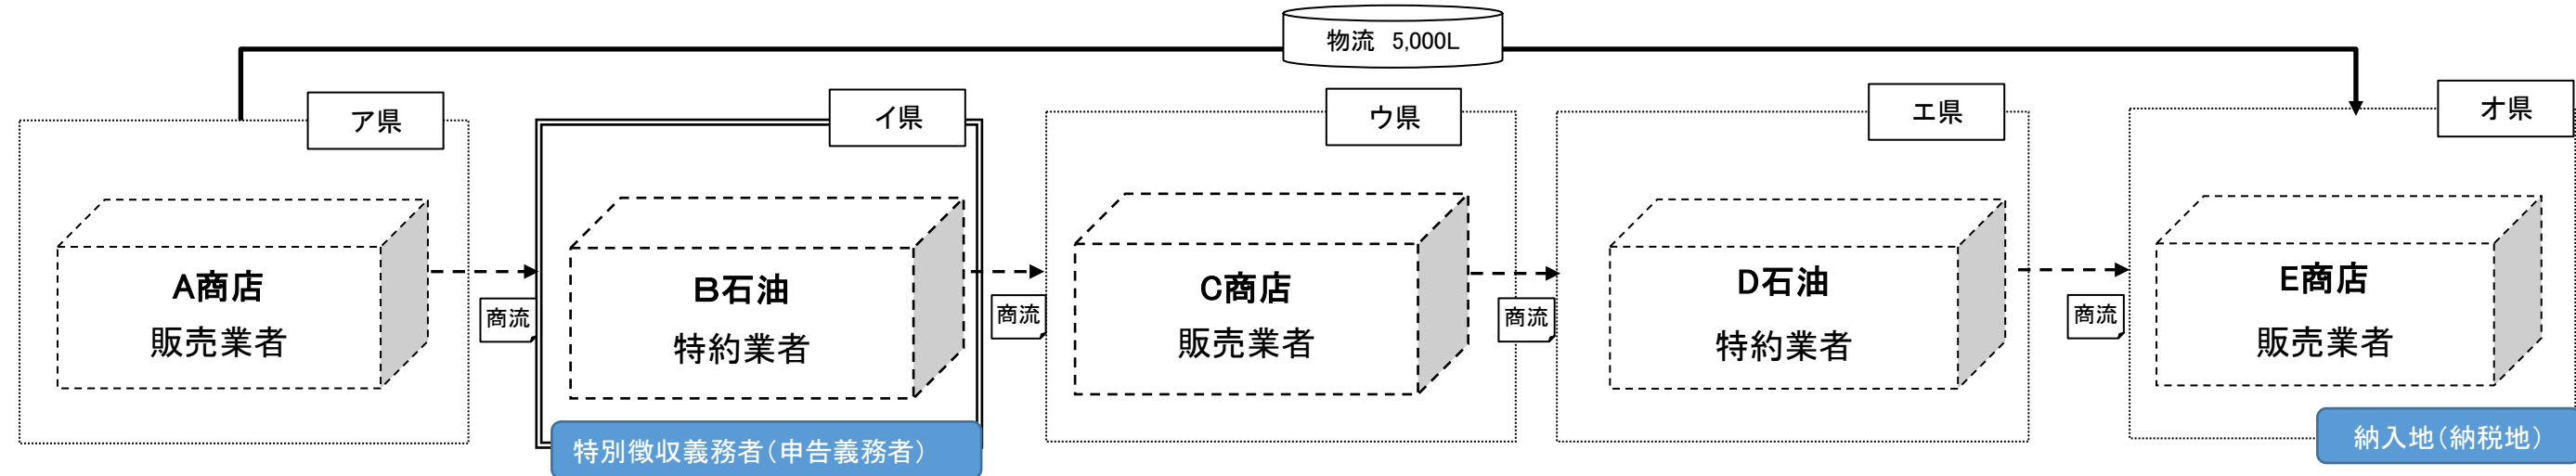 物流 5,000L
ア県
イ県
ウ県
エ県
オ県
A商店
販売業者
商流
B石油
特約業者
商流
C商店
販売業者
商流
D石油
特約業者
商流
E商店
販売業者
特別徴収義務者(申告義務者)
納入地(納税地)